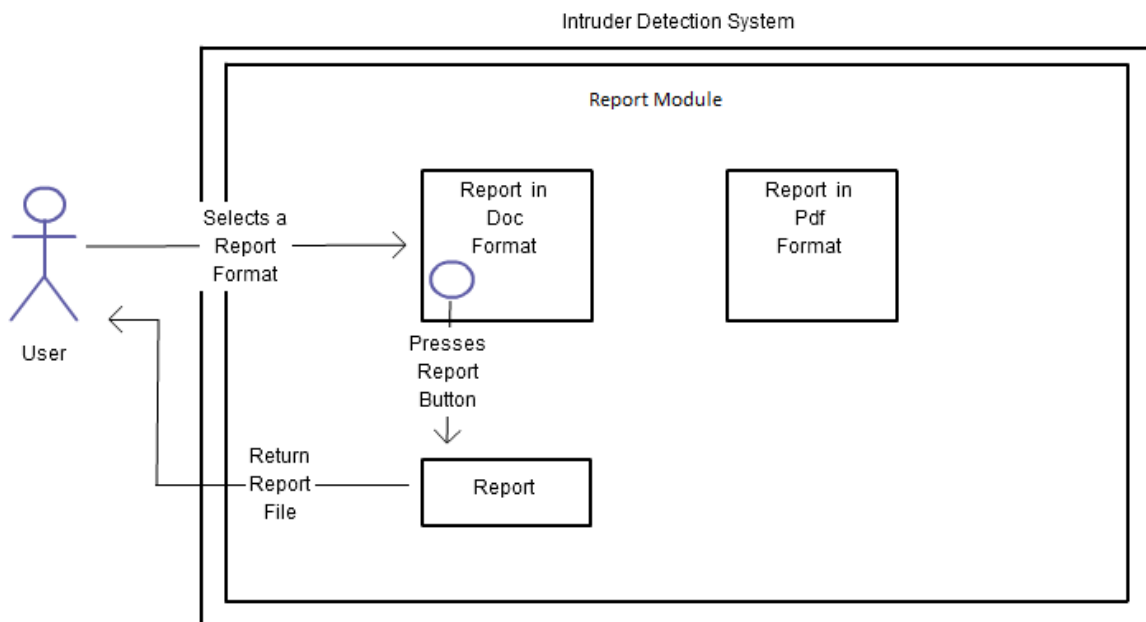 Intruder Detection System
Report Module
Report in
Doc
Format
Report in
Pdf
Format
Selects a
Report
Format
User
Presses
Report
Button
Return
Report
File
Report